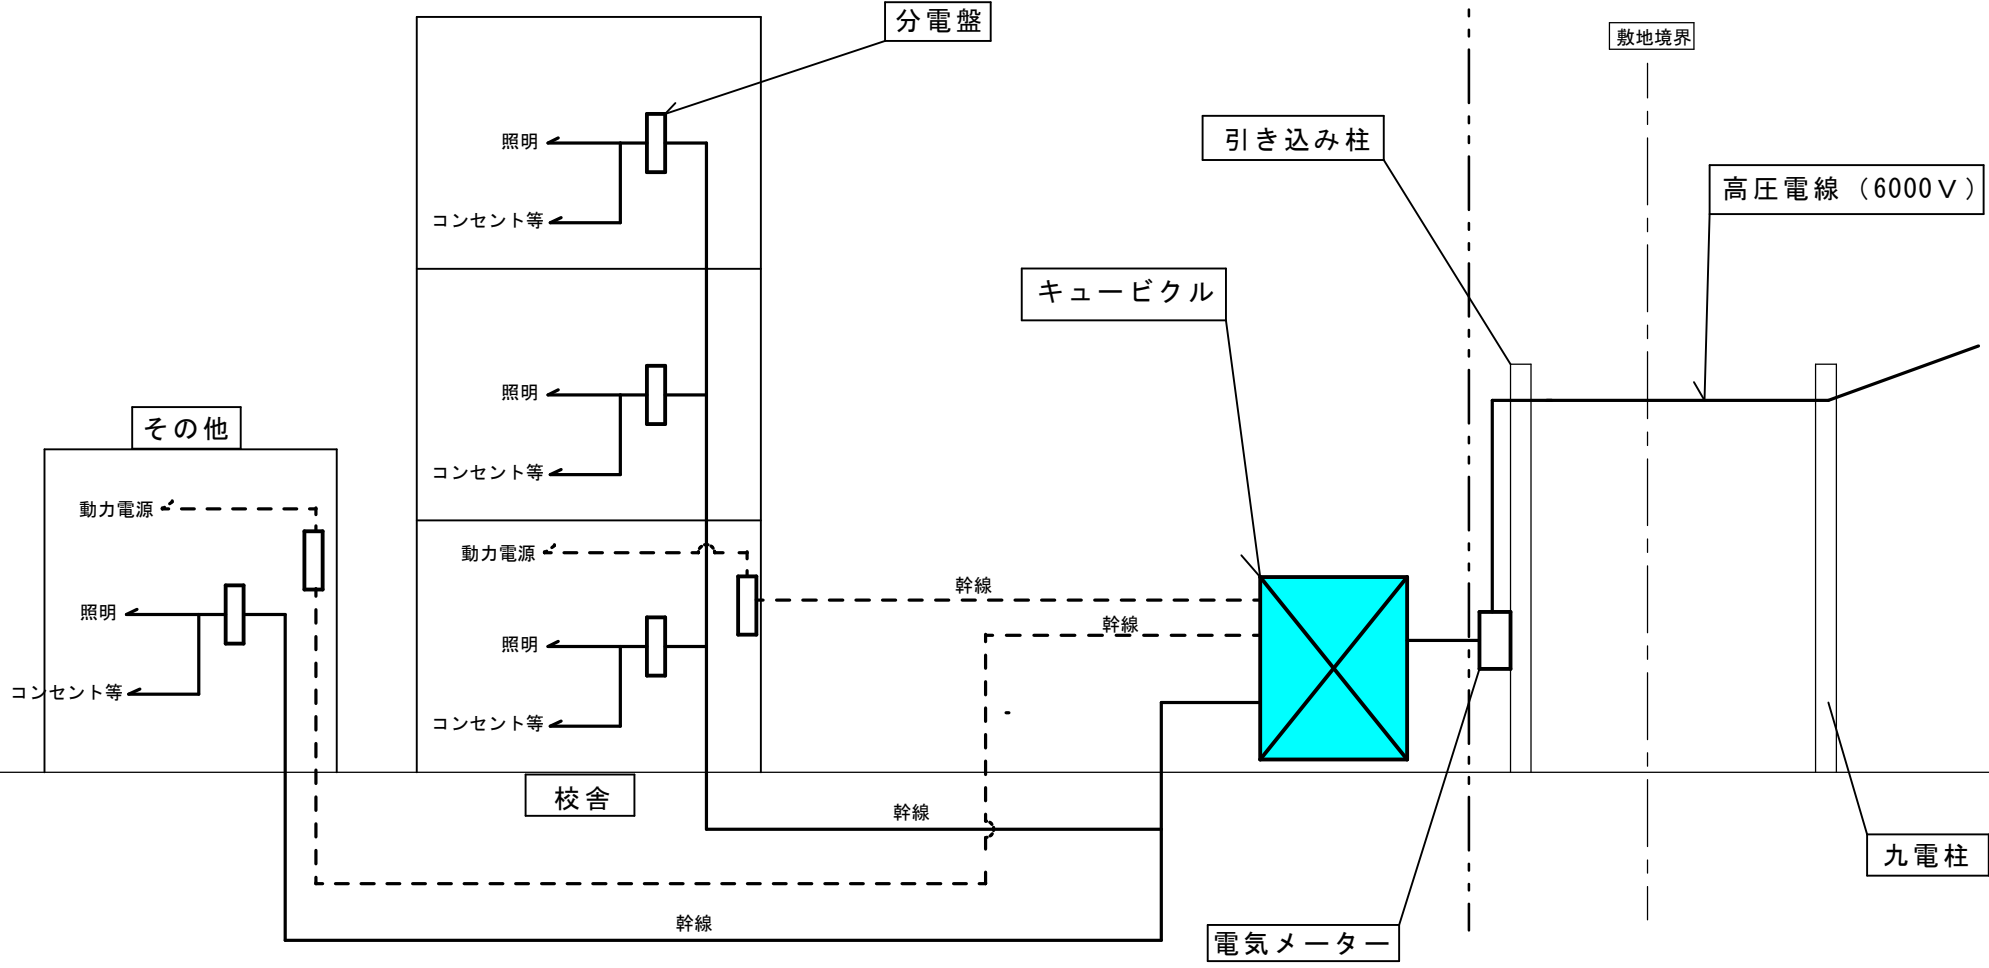 分電盤
敷地境界
引き込み柱
高圧電線（6000V）
キュービクル
照明
コンセント等
照明
コンセント等
その他
動力電源
照明
コンセント等
動力電源
照明
コンセント等
幹線
幹線
校舎
幹線
幹線
九電柱
電気メーター